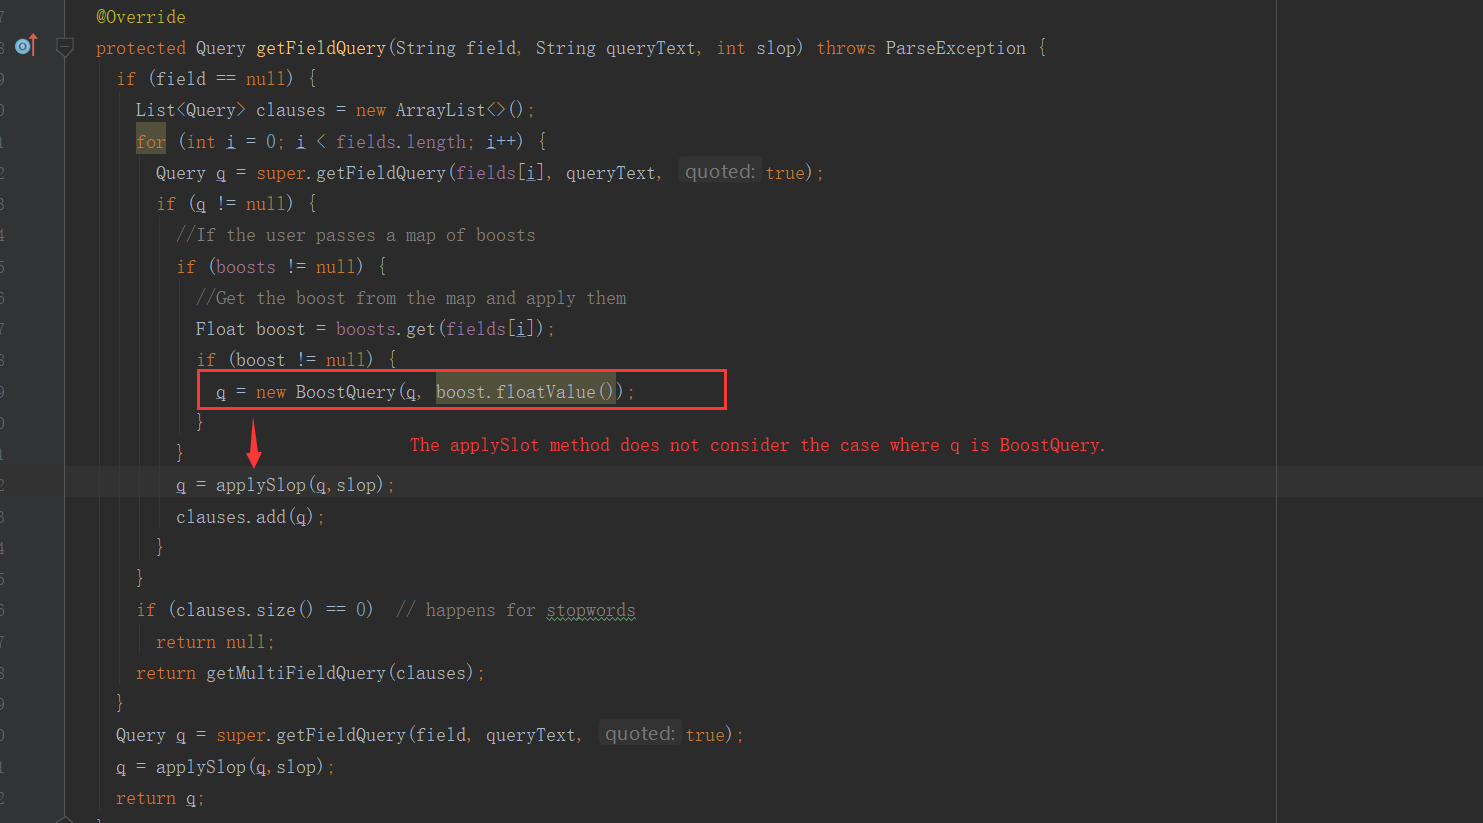 @Override
protected Query getFieldQuery(String field, String queryText, int slop) throws ParseException {
if (field == null) {
List<Query> clauses = new ArrayList<>();
for (int i = 0; i < fields.length; i++) {
Query q = super.getFieldQuery(fields[i], queryText, quoted: true);
if (q != null) {
//If the user passes a map of boosts
if (boosts != null) {
//Get the boost from the map and apply them
Float boost = boosts.get(fields[i]);
if (boost != null) {
q = new BoostQuery(q, boost.floatValue());
}
The applySlot method does not consider the case where q is BoostQuery.
}
q = applySlop(q,slop);
clauses.add(q);
}
}
if (clauses.size() == 0)  // happens for stopwords
return null;
return getMultiFieldQuery(clauses);
}
Query q = super.getFieldQuery(field, queryText, quoted: true);
q = applySlop(q,slop);
return q;